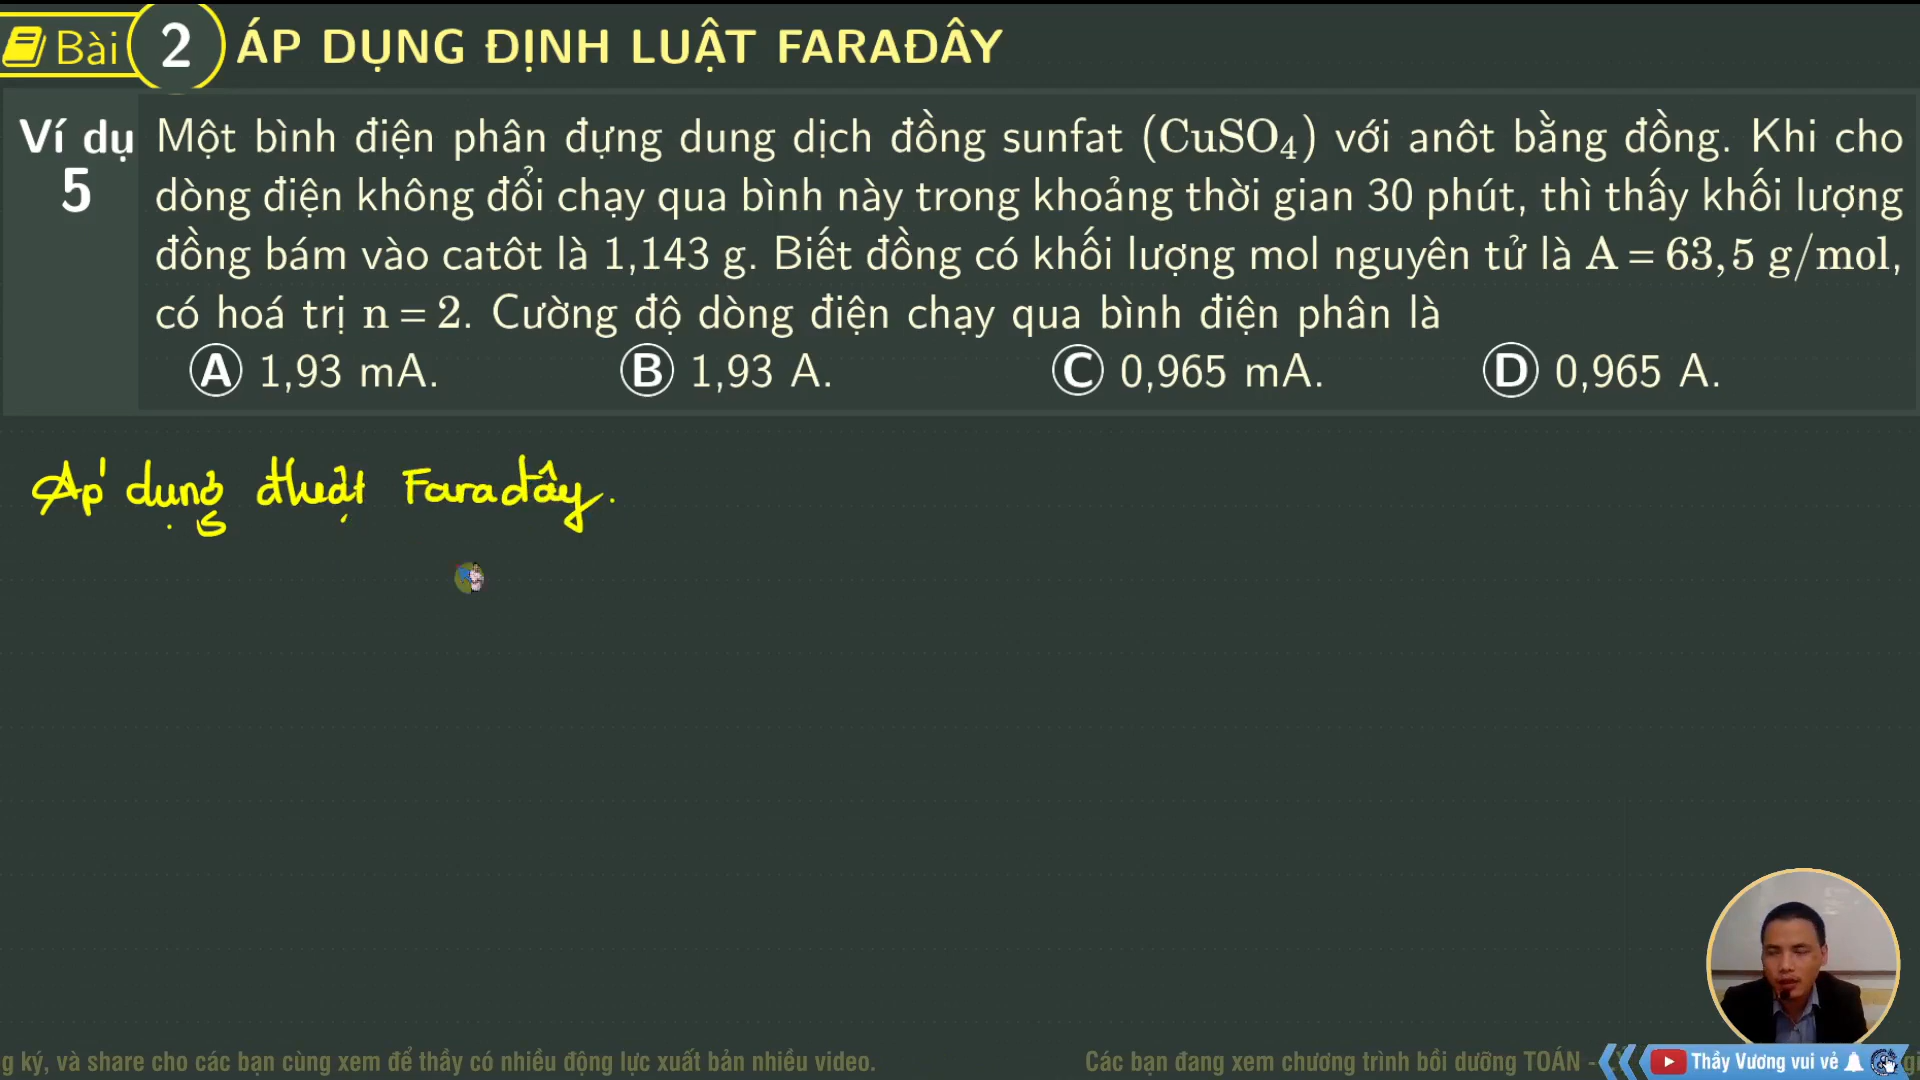 Bài 2 ÁP DỤNG ĐỊNH LUẬT FARAĐÂY
Ví dụ 5
Một bình điện phân đựng dung dịch đồng sunfat (CuSO₄) với anôt bằng đồng. Khi cho
dòng điện không đổi chạy qua bình này trong khoảng thời gian 30 phút, thì thấy khối lượng
đồng bám vào catôt là 1,143 g. Biết đồng có khối lượng mol nguyên tử là A = 63,5 g/mol,
có hoá trị n = 2. Cường độ dòng điện chạy qua bình điện phân là
A 1,93 mA. B 1,93 A. C 0,965 mA. D 0,965 A.
Áp dụng đluật Farađây.
g ký, và share cho các bạn cùng xem để thầy có nhiều động lực xuất bản nhiều video. Các bạn đang xem chương trình bồi dưỡng TOÁN -
Thầy Vương vui vẻ